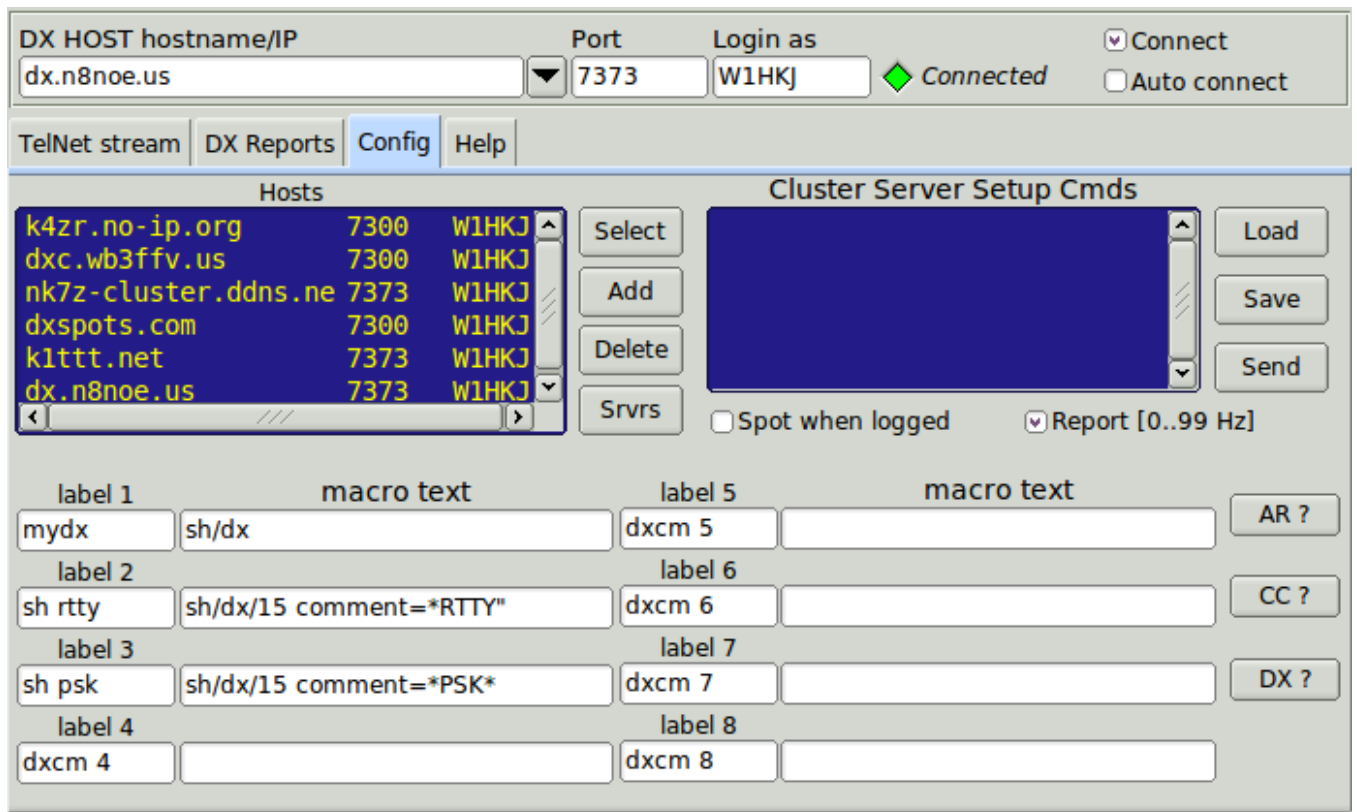 DX HOST hostname/IP Port Login as Connect
dx.n8noe.us 7373 W1HKJ Connected Auto connect
TelNet stream DX Reports Config Help
Hosts Cluster Server Setup Cmds
k4zr.no-ip.org 7300 W1HKJ
dxc.wb3ffv.us 7300 W1HKJ
nk7z-cluster.ddns.ne 7373 W1HKJ
dxspots.com 7300 W1HKJ
k1ttt.net 7373 W1HKJ
dx.n8noe.us 7373 W1HKJ
Select
Add
Delete
Srvrs
Load
Save
Send
Spot when logged Report [0..99 Hz]
label 1 macro text label 5 macro text
mydx sh/dx dxcm 5 AR ?
label 2 label 6
sh rtty sh/dx/15 comment=*RTTY" dxcm 6 CC ?
label 3 label 7
sh psk sh/dx/15 comment=*PSK* dxcm 7 DX ?
label 4 label 8
dxcm 4 dxcm 8